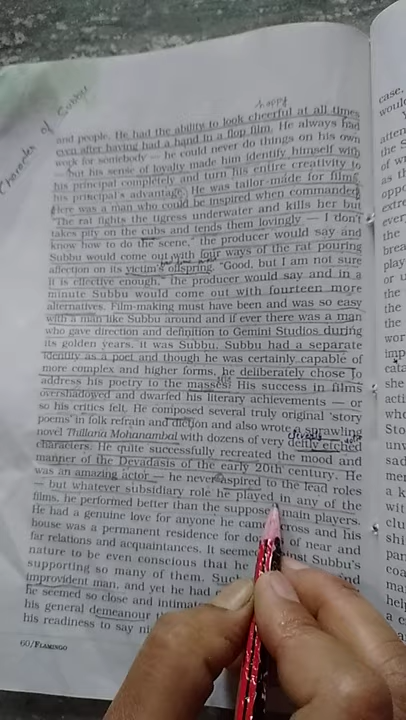 happy
Character of Subbu
and people. He had the ability to look cheerful at all times
even after having had a hand in a flop film. He always had
work for somebody — he could never do things on his own
— but his sense of loyalty made him identify himself with
his principal completely and turn his entire creativity to
his principal's advantage. He was tailor-made for films.
Here was a man who could be inspired when commanded.
"The rat fights the tigress underwater and kills her but
takes pity on the cubs and tends them lovingly — I don't
know how to do the scene," the producer would say and
Subbu would come out with four ways of the rat pouring
affection on its victim's offspring. "Good, but I am not sure
it is effective enough," the producer would say and in a
minute Subbu would come out with fourteen more
alternatives. Film-making must have been and was so easy
with a man like Subbu around and if ever there was a man
who gave direction and definition to Gemini Studios during
its golden years, it was Subbu. Subbu had a separate
identity as a poet and though he was certainly capable of
more complex and higher forms, he deliberately chose to
address his poetry to the masses. His success in films
overshadowed and dwarfed his literary achievements — or
so his critics felt. He composed several truly original 'story
poems' in folk refrain and diction and also wrote a sprawling
novel Thillana Mohanambal with dozens of very deftly etched
characters. He quite successfully recreated the mood and
manner of the Devadasis of the early 20th century. He
was an amazing actor — he never aspired to the lead roles
— but whatever subsidiary role he played in any of the
films, he performed better than the supposed main players.
He had a genuine love for anyone he came across and his
house was a permanent residence for do of near and
far relations and acquaintances. It seemed against Subbu's
nature to be even conscious that he
supporting so many of them. Such
improvident man, and yet he had
he seemed so close and intimat
his general demeanour
his readiness to say
60/FLAMINGO
case,
woul